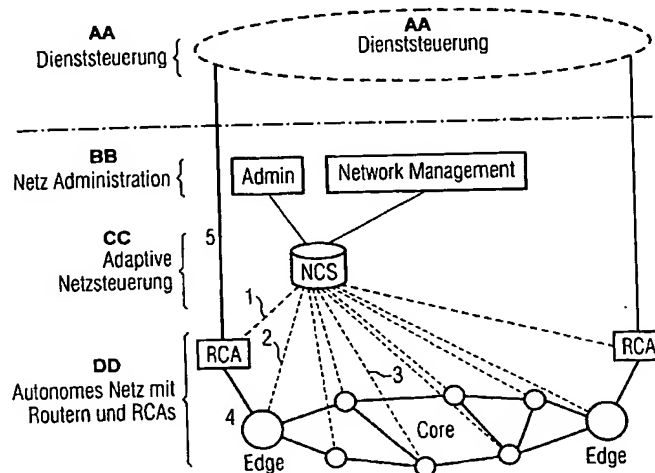 AA
Dienststeuerung
AA
Dienststeuerung
BB
Netz Administration
Admin
Network Management
CC
Adaptive
Netzsteuerung
5
NCS
1
2
3
RCA
RCA
DD
Autonomes Netz mit
Routern und RCAs
4
Core
Edge
Edge